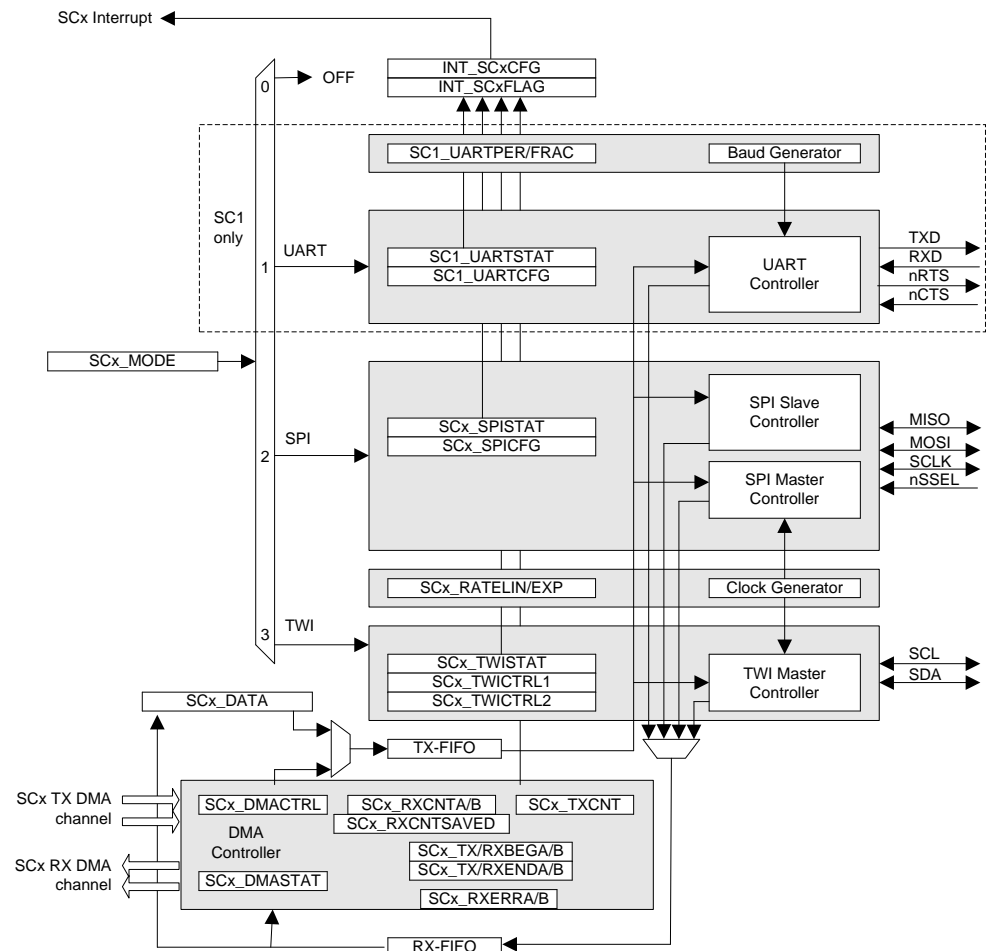 SCx Interrupt
INT_SCxCFG
0
OFF
INT_SCxFLAG
SC1_UARTPER/FRAC
Baud Generator
SC1
only
UART
1
SC1_UARTSTAT
SC1_UARTCFG
UART
Controller
TXD
RXD
nRTS
nCTS
SCx_MODE
SPI
2
SCx_SPISTAT
SCx_SPICFG
SPI Slave
Controller
SPI Master
Controller
MISO
MOSI
SCLK
nSSEL
SCx_RATELIN/EXP
Clock Generator
TWI
3
SCx_TWISTAT
SCx_TWICTRL1
SCx_TWICTRL2
TWI Master
Controller
SCL
SDA
SCx_DATA
TX-FIFO
SCx TX DMA
channel
SCx RX DMA
channel
SCx_DMACTRL
SCx_RXCNTA/B
SCx_TXCNT
SCx_RXCNTSAVED
DMA
Controller
SCx_TX/RXBEGA/B
SCx_TX/RXENDA/B
SCx_DMASTAT
SCx_RXERRA/B
RX-FIFO